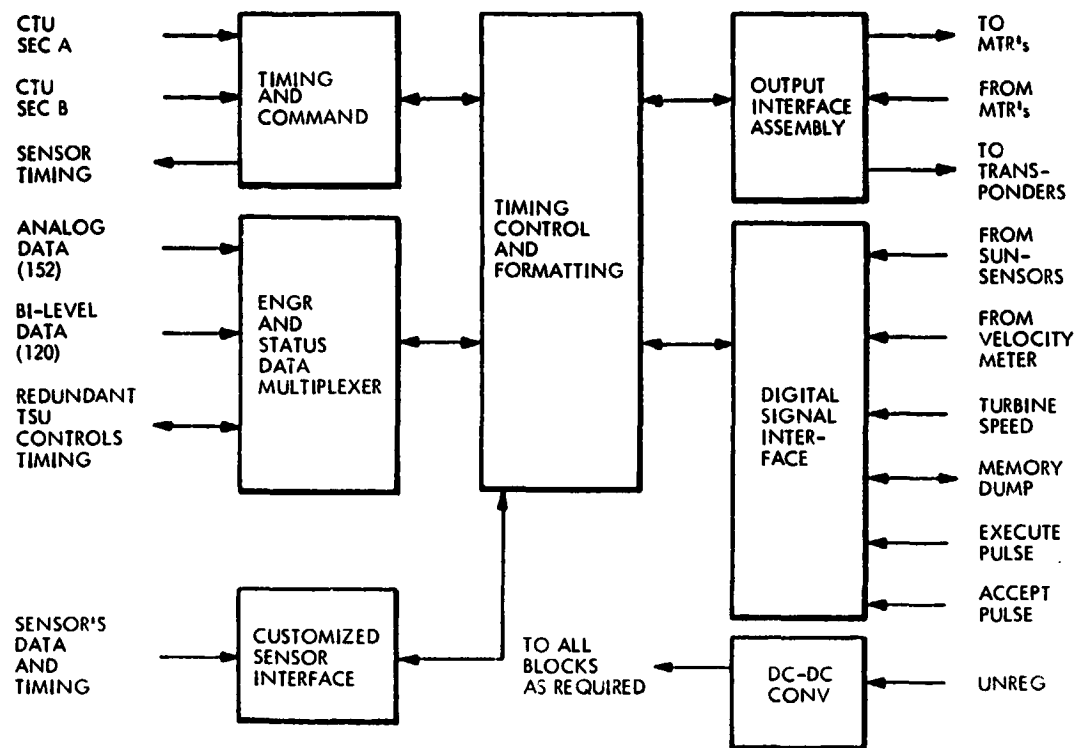 CTU
SEC A
CTU
SEC B
SENSOR
TIMING
TIMING
AND
COMMAND
ANALOG
DATA
(152)
BI-LEVEL
DATA
(120)
REDUNDANT
TSU
CONTROLS
TIMING
ENGR
AND
STATUS
DATA
MULTIPLEXER
SENSOR'S
DATA
AND
TIMING
CUSTOMIZED
SENSOR
INTERFACE
TIMING
CONTROL
AND
FORMATTING
OUTPUT
INTERFACE
ASSEMBLY
TO
MTR's
FROM
MTR's
TO
TRANS-
PONDERS
DIGITAL
SIGNAL
INTER-
FACE
FROM
SUN-
SENSORS
FROM
VELOCITY
METER
TURBINE
SPEED
MEMORY
DUMP
EXECUTE
PULSE
ACCEPT
PULSE
TO ALL
BLOCKS
AS REQUIRED
DC-DC
CONV
UNREG